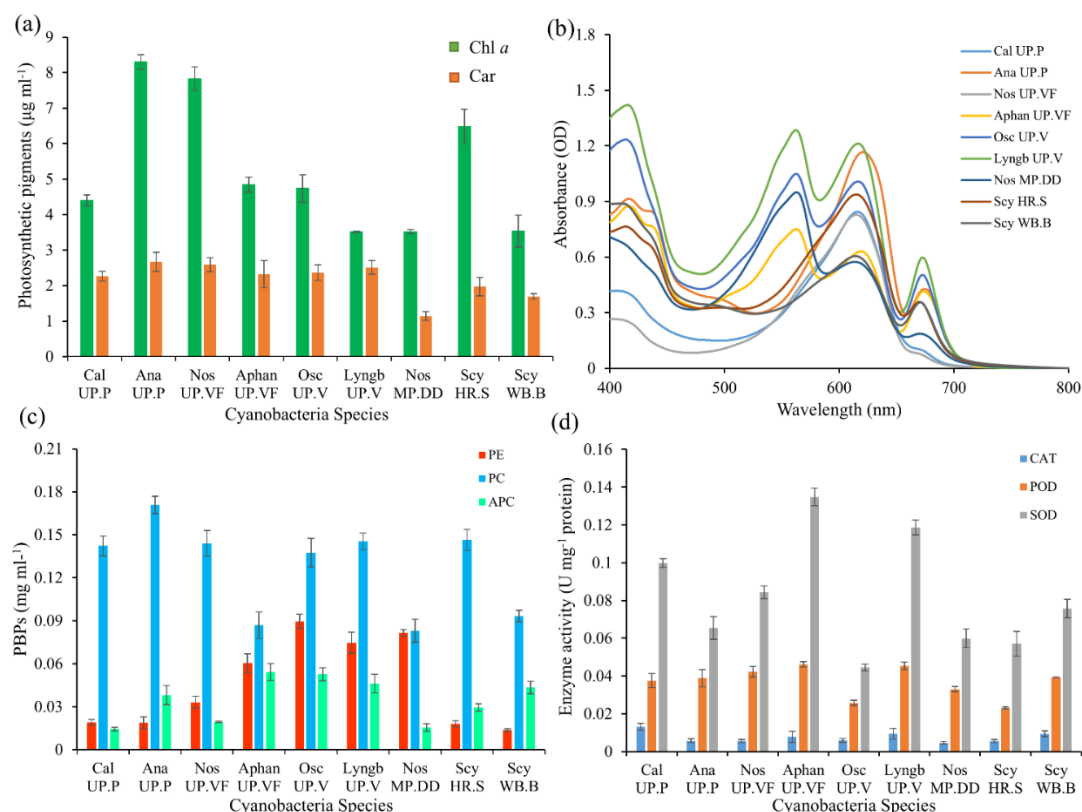 (a)
9
8
7
6
5
4
3
2
1
0
Photosynthetic pigments (µg ml⁻¹)
Chl a
Car
Cal UP.P
Ana UP.P
Nos UP.VF
Aphan UP.VF
Osc UP.V
Lyngb UP.V
Nos MP.DD
Scy HR.S
Scy WB.B
Cyanobacteria Species
(b)
1.8
1.5
1.2
0.9
0.6
0.3
0
Absorbance (OD)
Cal UP.P
Ana UP.P
Nos UP.VF
Aphan UP.VF
Osc UP.V
Lyngb UP.V
Nos MP.DD
Scy HR.S
Scy WB.B
400 500 600 700 800
Wavelength (nm)
(c)
0.21
0.18
0.15
0.12
0.09
0.06
0.03
0
PBPs (mg ml-¹)
PE
PC
APC
Cal UP.P
Ana UP.P
Nos UP.VF
Aphan UP.VF
Osc UP.V
Lyngb UP.V
Nos MP.DD
Scy HR.S
Scy WB.B
Cyanobacteria Species
(d)
0.16
0.14
0.12
0.1
0.08
0.06
0.04
0.02
0
Enzyme activity (U mg⁻¹ protein)
CAT
POD
SOD
Cal UP.P
Ana UP.P
Nos UP.VF
Aphan UP.VF
Osc UP.V
Lyngb UP.V
Nos MP.DD
Scy HR.S
Scy WB.B
Cyanobacteria Species